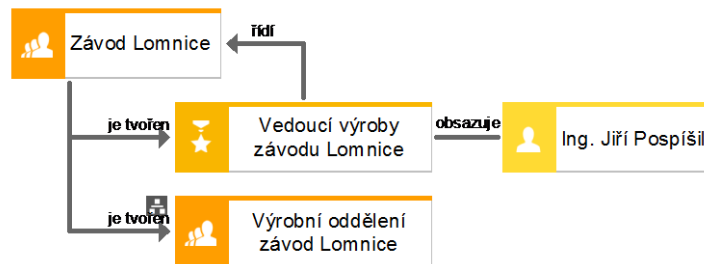 Závod Lomnice
řídí
je tvořen
Vedoucí výroby
závodu Lomnice
obsazuje
Ing. Jiří Pospíšil
je tvořen
Výrobní oddělení
závod Lomnice